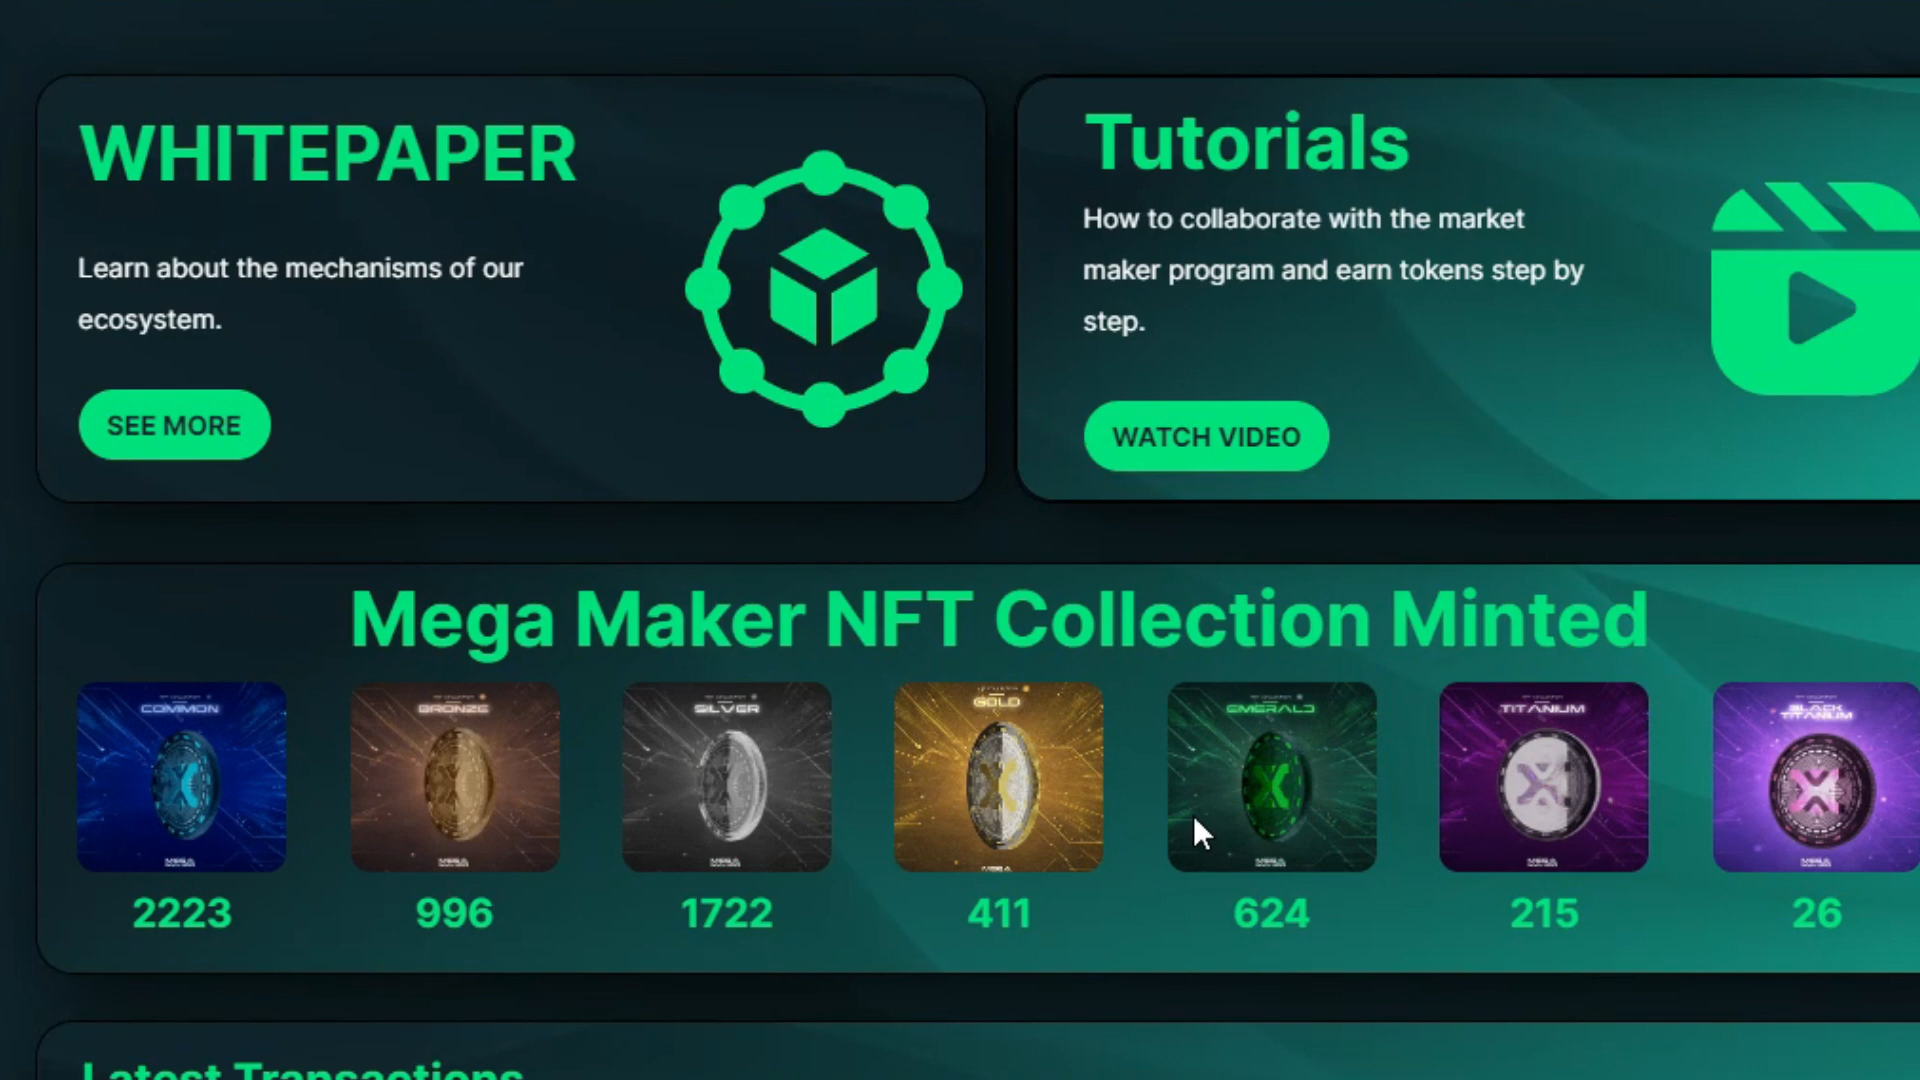 WHITEPAPER
Learn about the mechanisms of our
ecosystem.
SEE MORE
Tutorials
How to collaborate with the market
maker program and earn tokens step by
step.
WATCH VIDEO
Mega Maker NFT Collection Minted
COMMON
BRONZE
SILVER
GOLD
EMERALD
TITANIUM
BLACK
TITANIUM
2223
996
1722
411
624
215
26
Latest Transactions